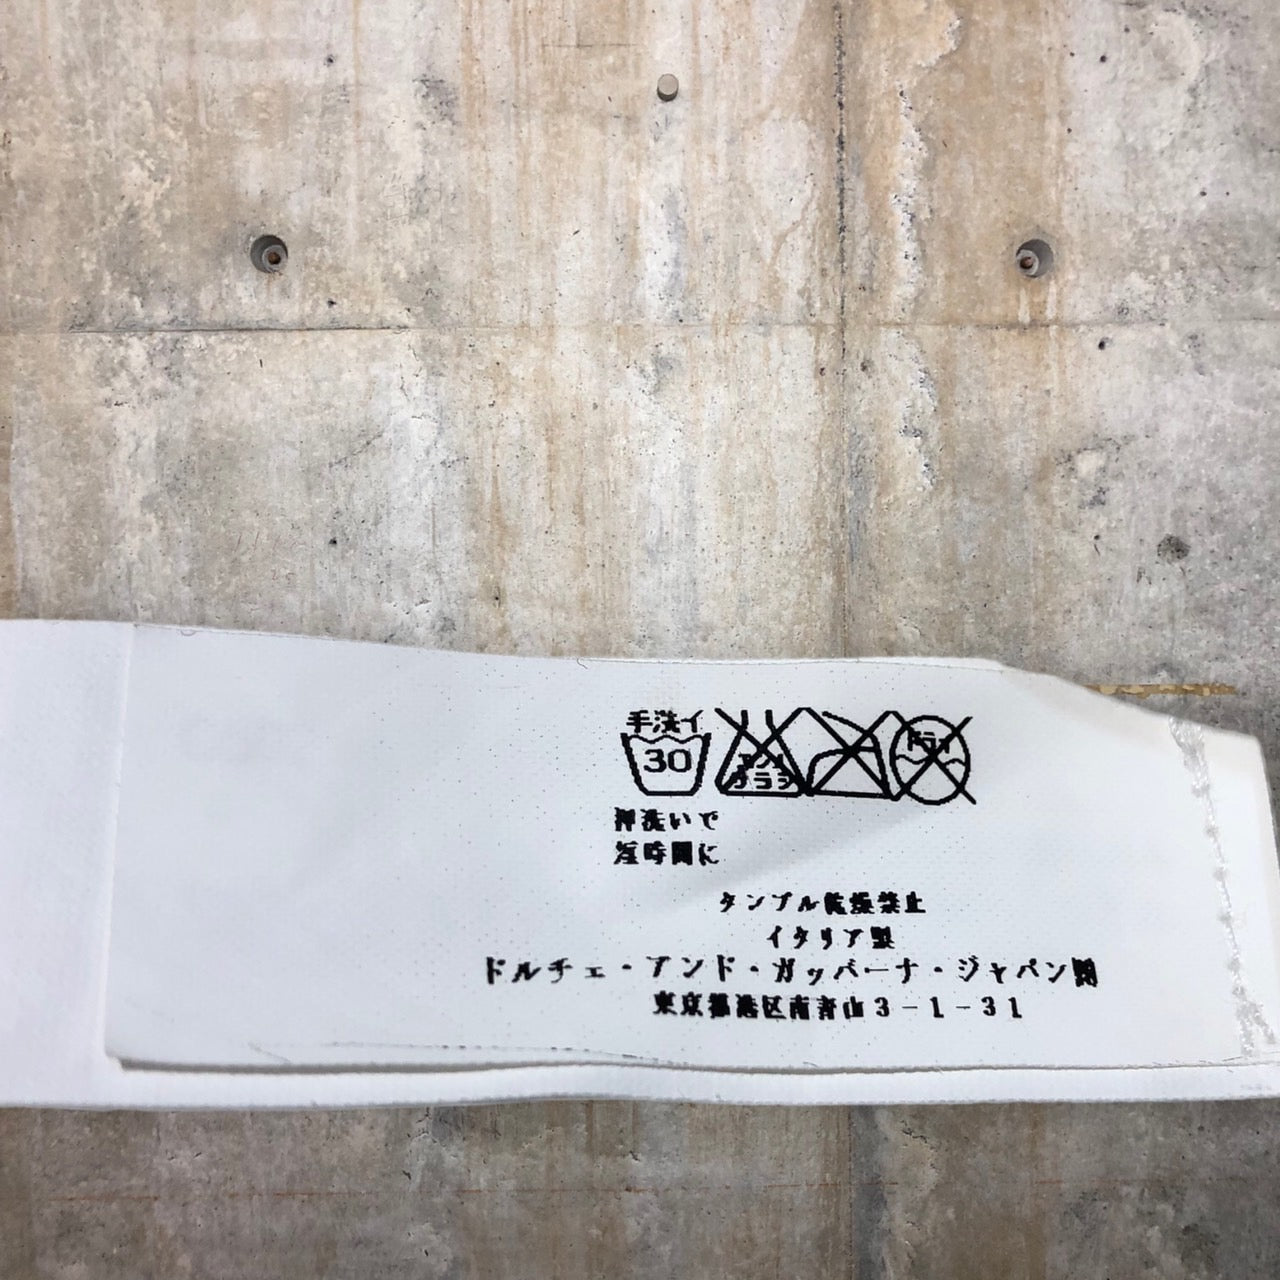 手洗イ
30
エンソ
サラシ
ドライ
押洗いで
短時間に
タンブル乾燥禁止
イタリア製
ドルチェ・アンド・ガッバーナ・ジャパン㈱
東京都港区南青山3-1-31